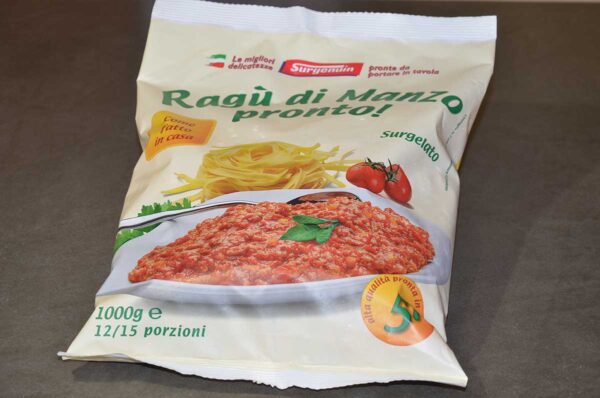 Le migliori
delicatezze
Surgendin
pronte da
portare in tavola
Ragù di Manzo
pronto!
Come
fatto
in casa
surgelato
1000g e
12/15 porzioni
alta qualità pronta in
5'